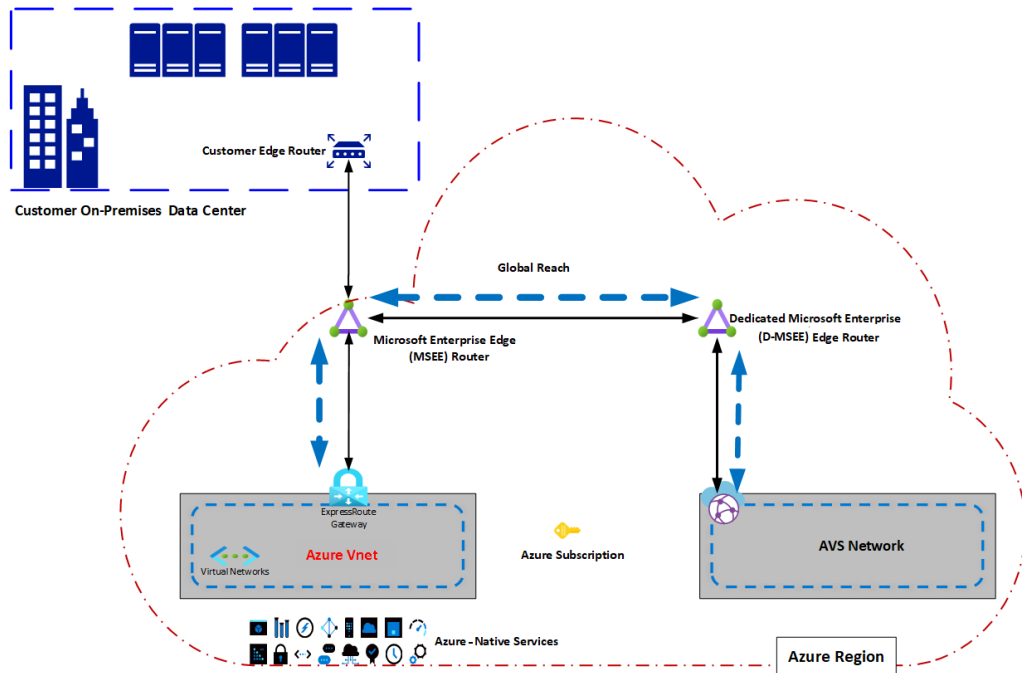 Customer Edge Router
Customer On-Premises Data Center
Global Reach
Microsoft Enterprise Edge
(MSEE) Router
Dedicated Microsoft Enterprise
(D-MSEE) Edge Router
ExpressRoute
Gateway
Azure Vnet
Virtual Networks
Azure Subscription
AVS Network
Azure-Native Services
Azure Region